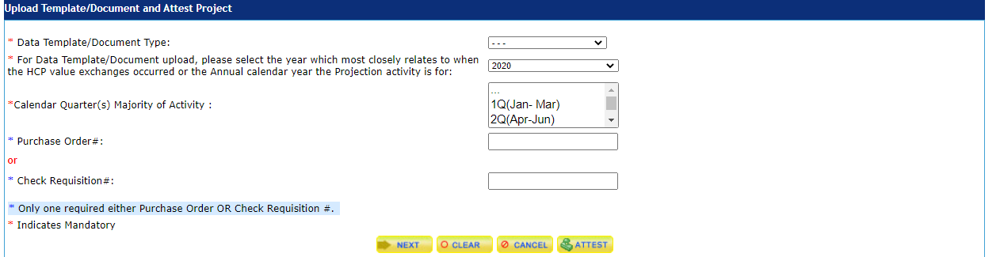 Upload Template/Document and Attest Project
* Data Template/Document Type:
- - -
* For Data Template/Document upload, please select the year which most closely relates to when
the HCP value exchanges occurred or the Annual calendar year the Projection activity is for:
2020
*Calendar Quarter(s) Majority of Activity :
...
1Q(Jan- Mar)
2Q(Apr-Jun)
* Purchase Order#:
or
* Check Requisition#:
* Only one required either Purchase Order OR Check Requisition #.
* Indicates Mandatory
NEXT CLEAR CANCEL ATTEST